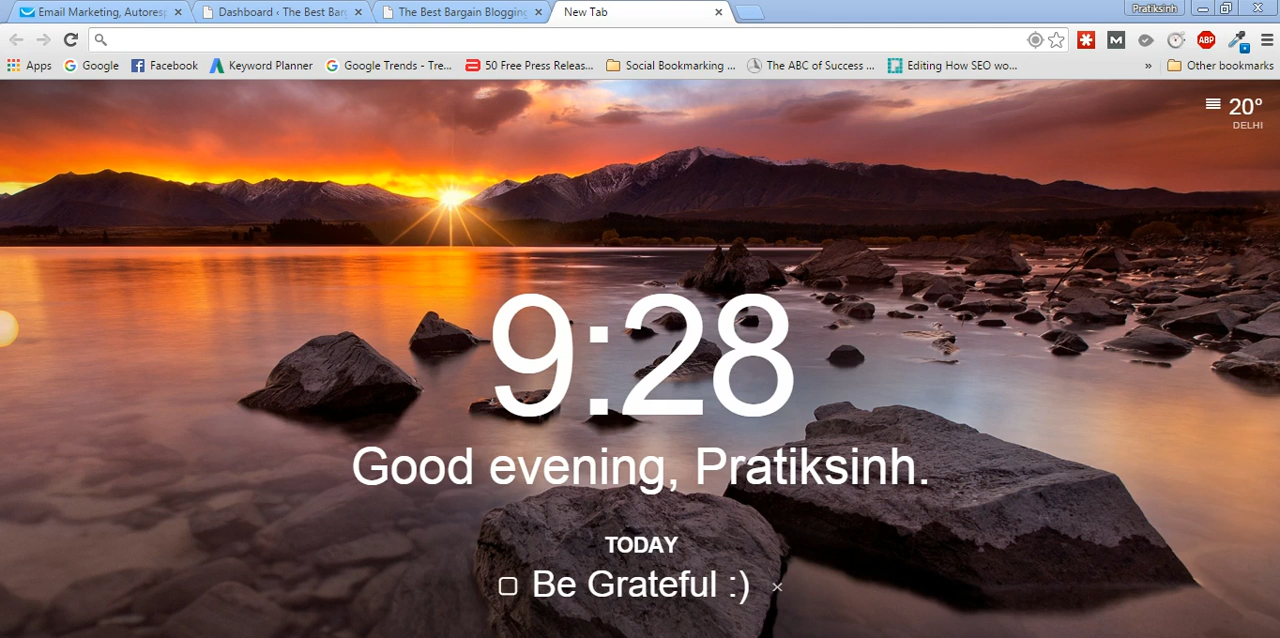 Email Marketing, Autoresp
Dashboard ‹ The Best Barg
The Best Bargain Blogging
New Tab
Pratiksinh
M
ABP
Apps
Google
Facebook
Keyword Planner
Google Trends - Tre...
50 Free Press Releas...
Social Bookmarking ...
The ABC of Success ...
Editing How SEO wo...
»
Other bookmarks
20°
DELHI
9:28
Good evening, Pratiksinh.
TODAY
Be Grateful :)